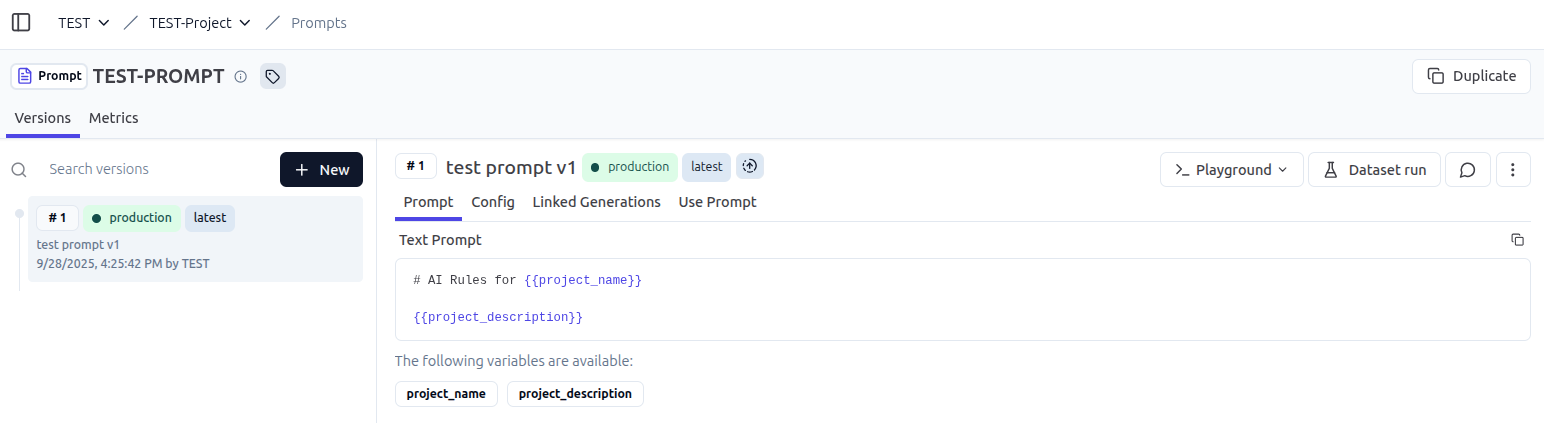 TEST / TEST-Project / Prompts
Prompt TEST-PROMPT Duplicate
Versions Metrics
Search versions + New
# 1 production latest
test prompt v1
9/28/2025, 4:25:42 PM by TEST
# 1 test prompt v1 production latest Playground Dataset run
Prompt Config Linked Generations Use Prompt
Text Prompt
# AI Rules for {{project_name}}
{{project_description}}
The following variables are available:
project_name project_description